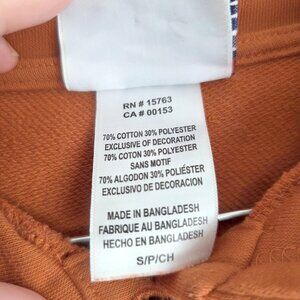 RN # 15763
CA # 00153
70% COTTON 30% POLYESTER
EXCLUSIVE OF DECORATION
70% COTON 30% POLYESTER
SANS MOTIF
70% ALGODON 30% POLIÉSTER
EXCLUSIVO DE DECORACION
MADE IN BANGLADESH
FABRIQUE AU BANGLADESH
HECHO EN BANGLADESH
S/P/CH